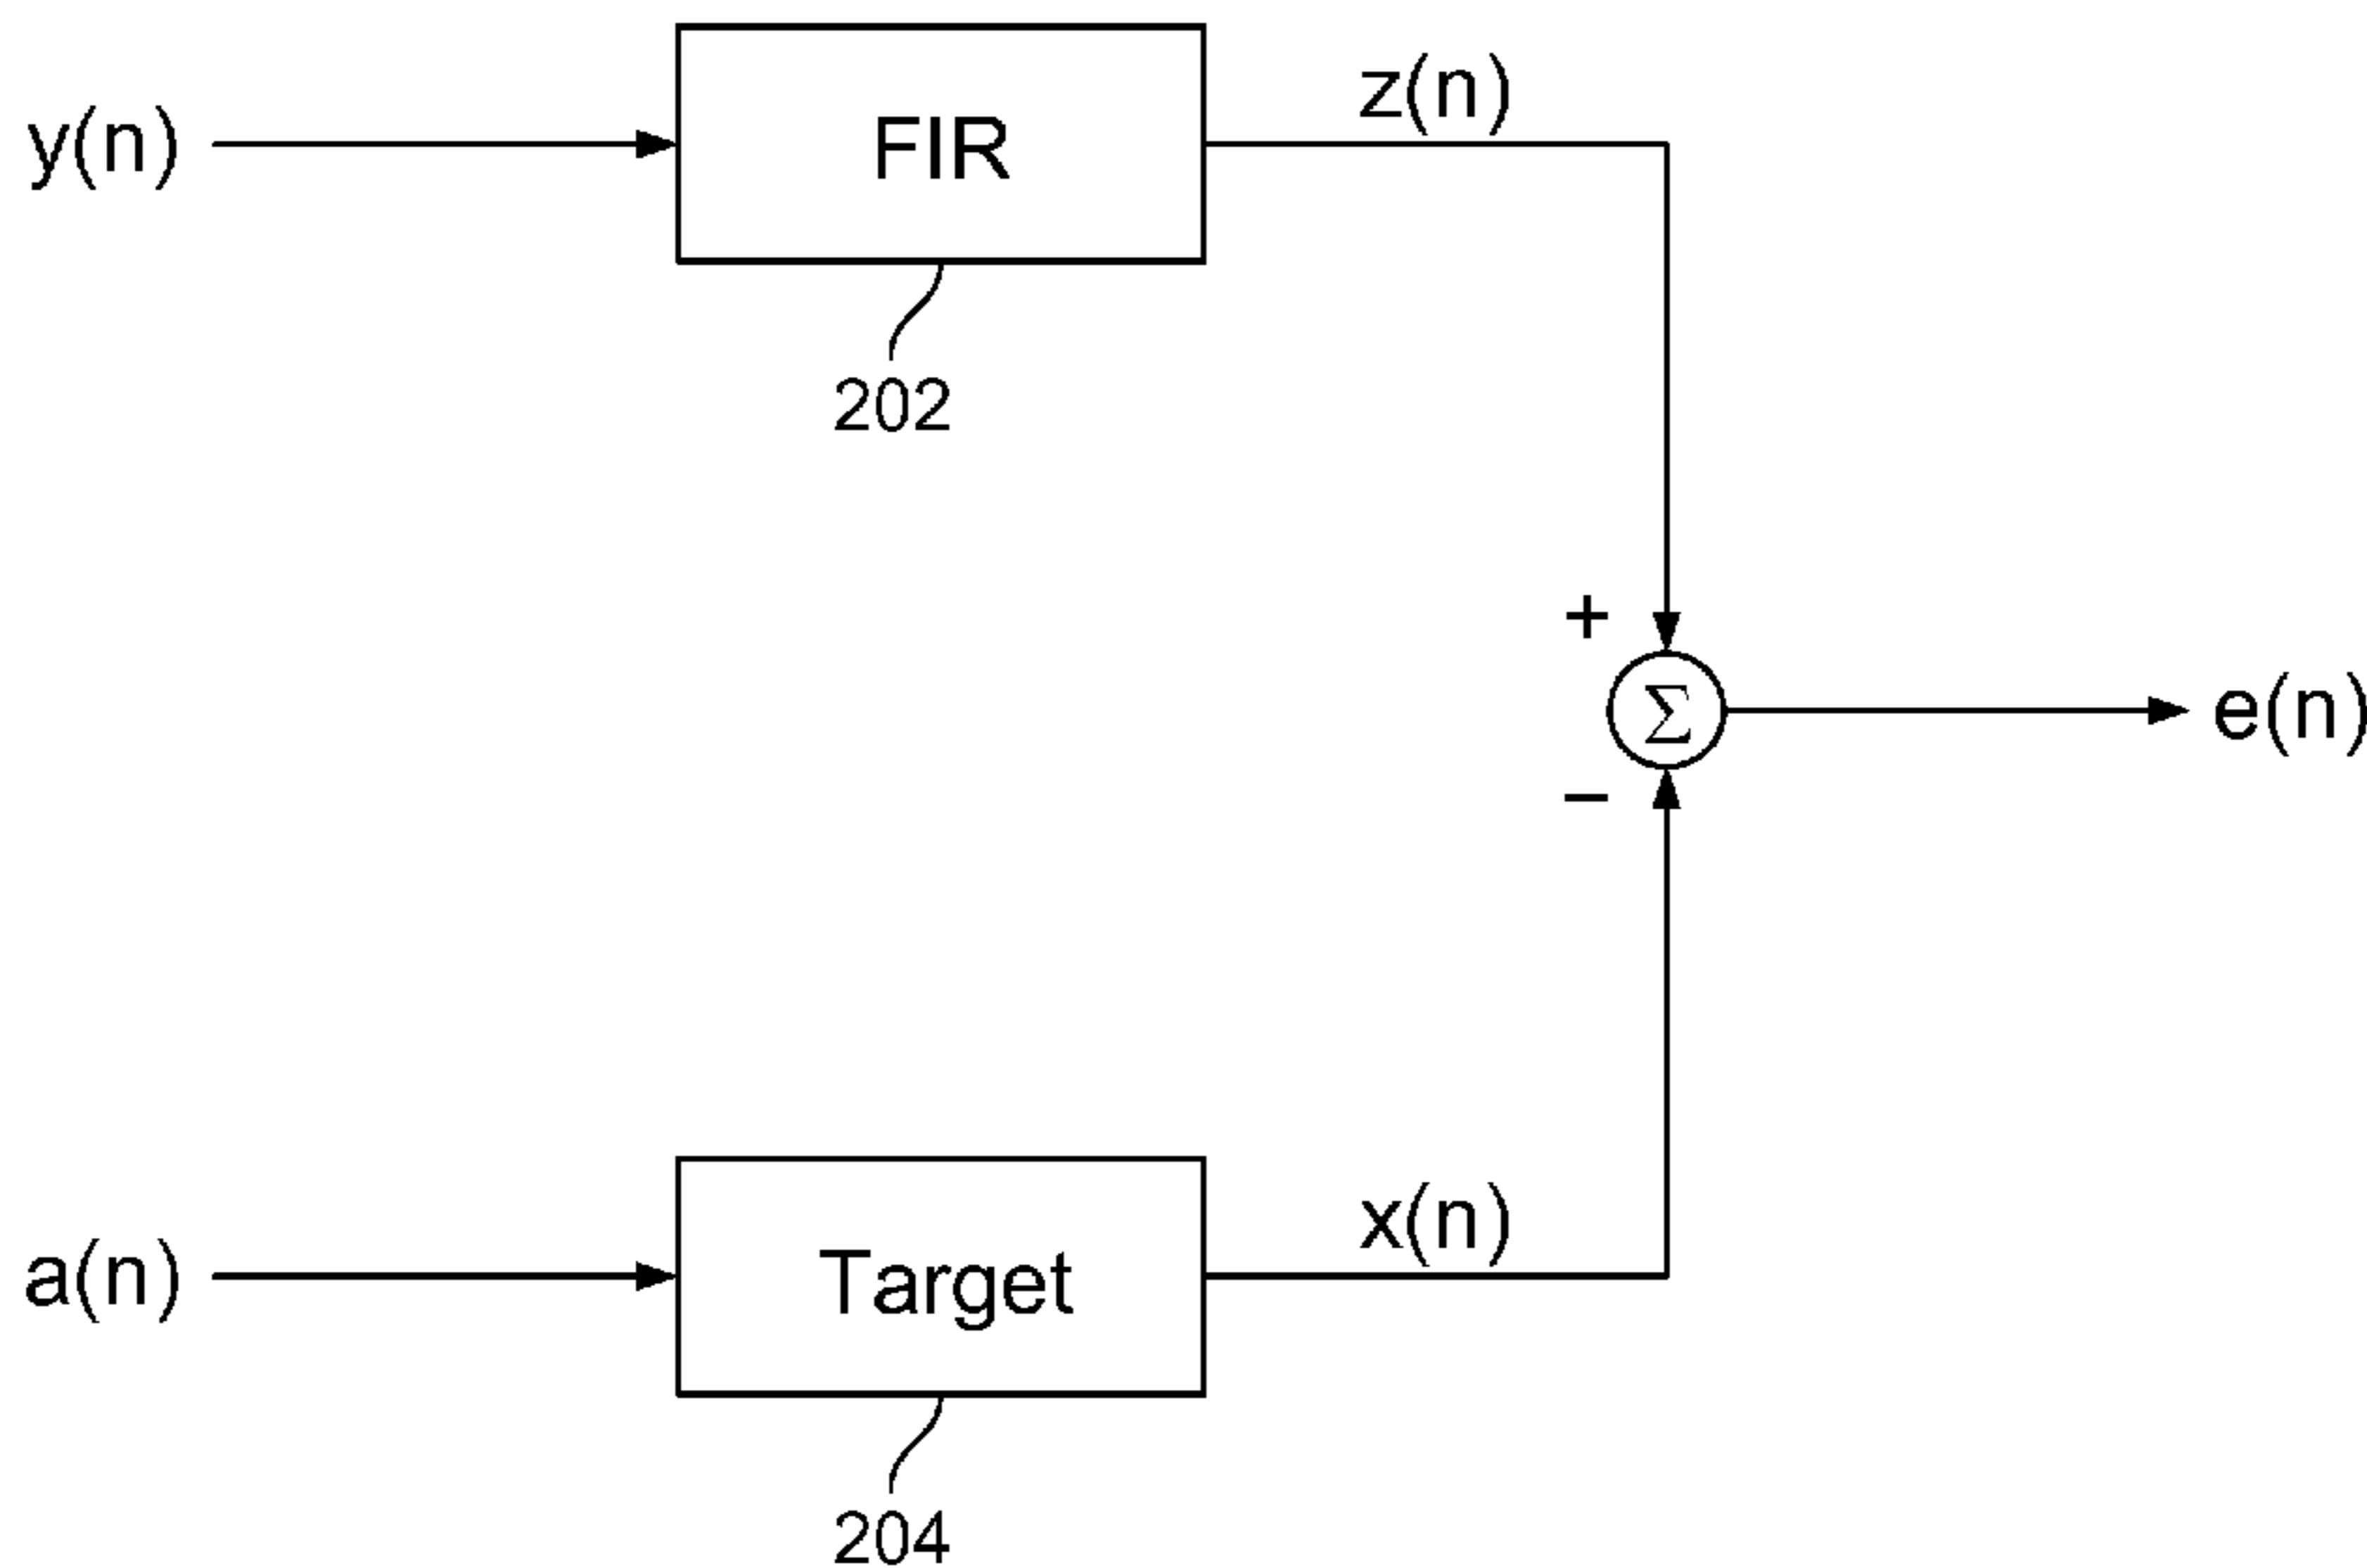 z(n)
y(n)
FIR
202
+
Σ
e(n)
−
x(n)
a(n)
Target
204